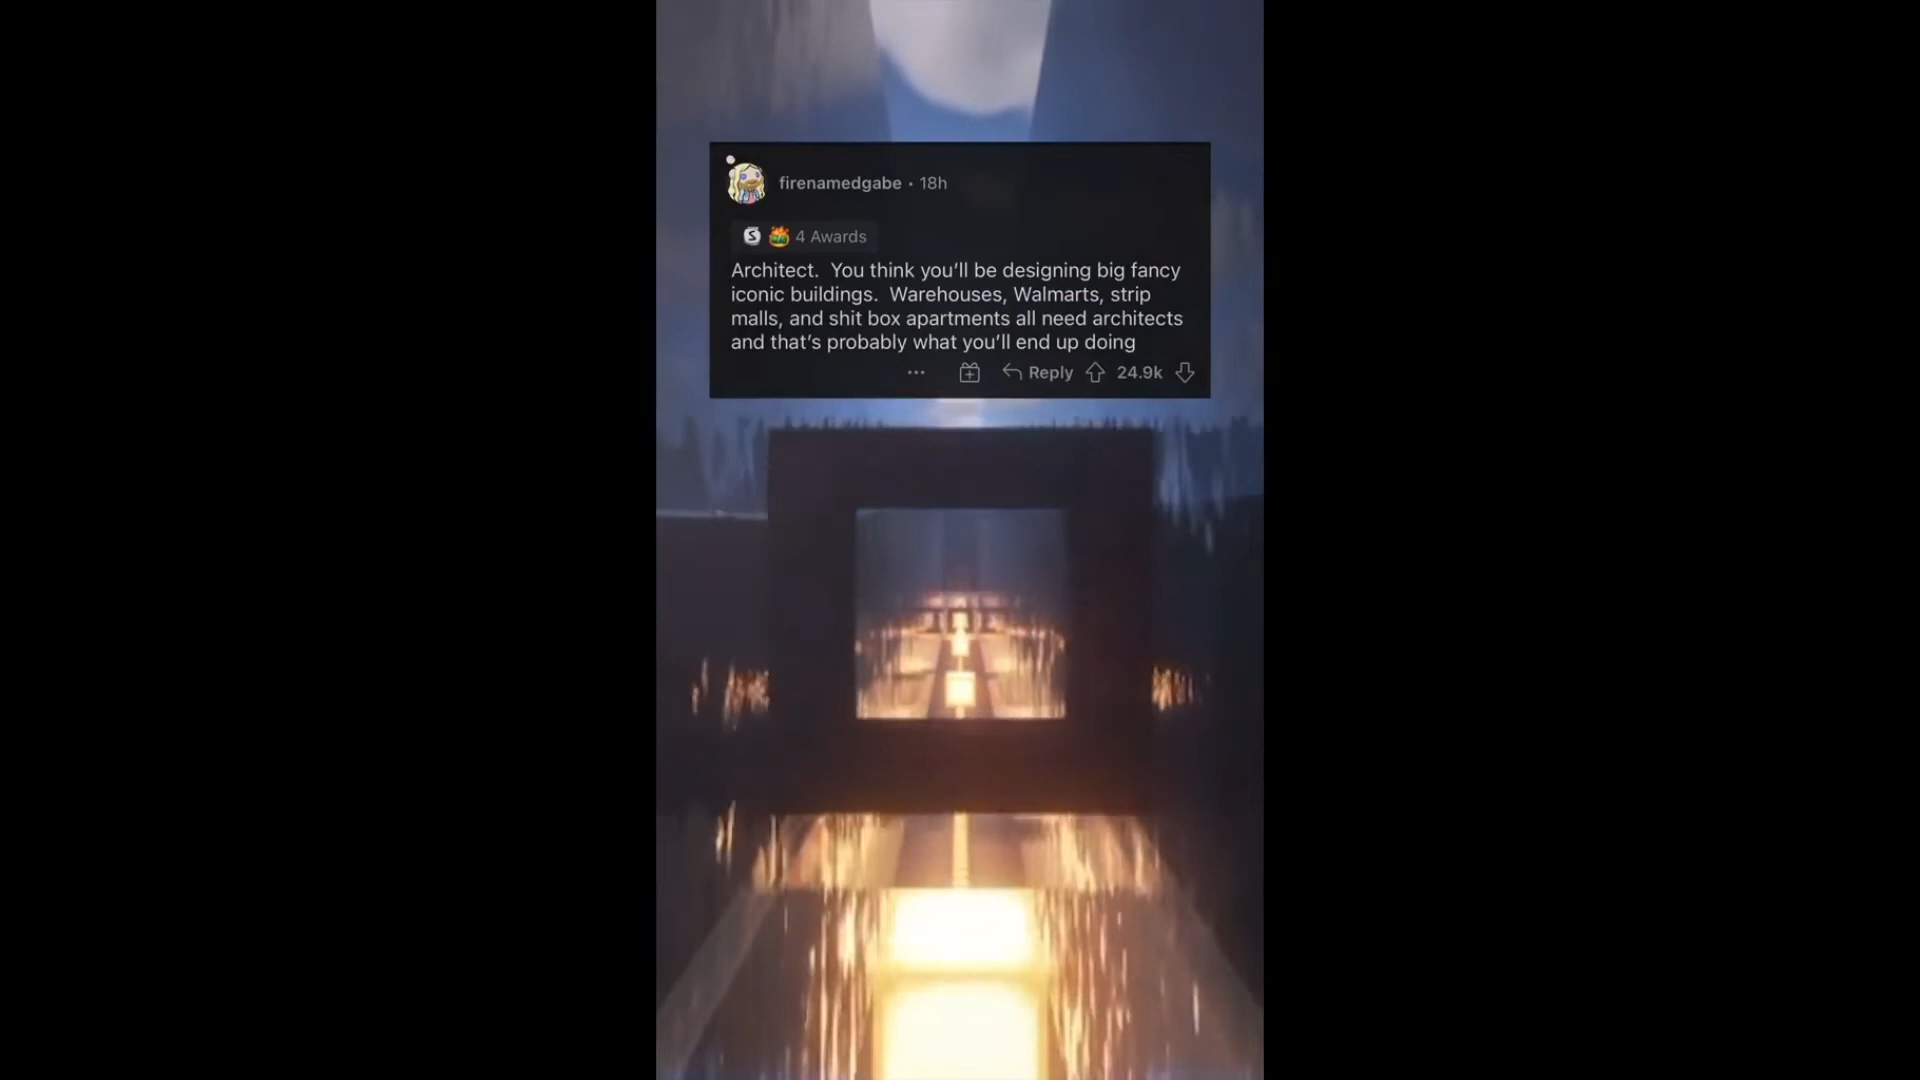 firenamedgabe • 18h
S 4 Awards
Architect. You think you'll be designing big fancy
iconic buildings. Warehouses, Walmarts, strip
malls, and shit box apartments all need architects
and that's probably what you'll end up doing
... Reply 24.9k